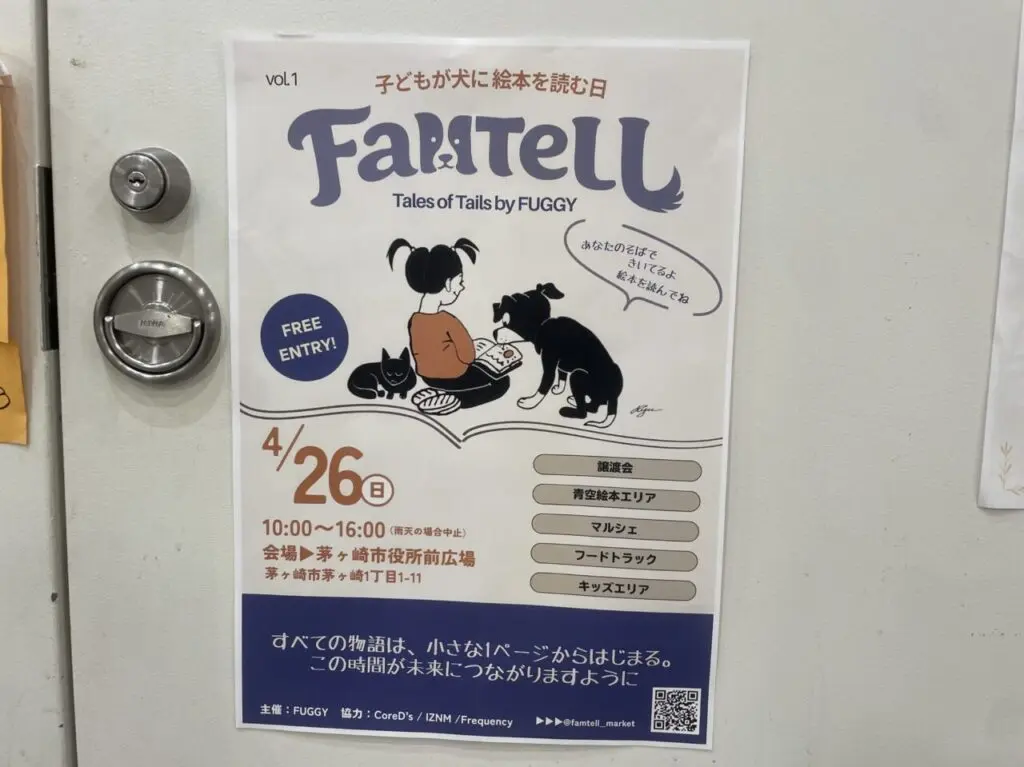 vol.1
子どもが犬に絵本を読む日
Famtell
Tales of Tails by FUGGY
あなたのそばで
きいてるよ
絵本を読んでね
FREE
ENTRY!
4/26日
10:00〜16:00(雨天の場合中止)
会場▶茅ヶ崎市役所前広場
茅ヶ崎市茅ヶ崎1丁目1-11
譲渡会
青空絵本エリア
マルシェ
フードトラック
キッズエリア
すべての物語は、小さな1ページからはじまる。
この時間が未来につながりますように
主催：FUGGY 協力：CoreD's / IZNM /Frequency ▶▶▶@famtell_market